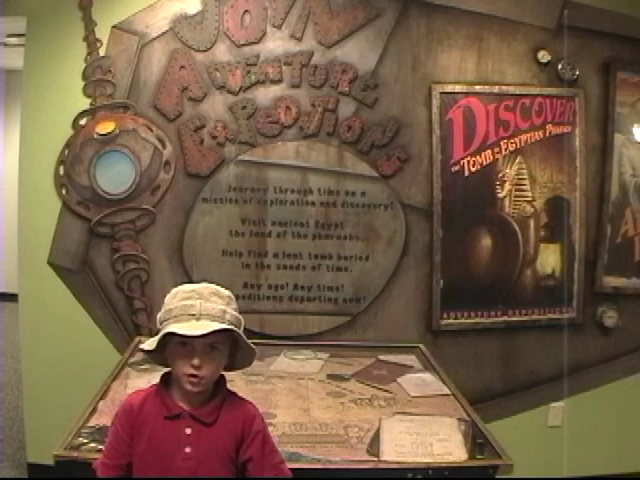 Join
Adventure
Expeditions
Journey through time on a
mission of exploration and discovery!
Visit ancient Egypt
the land of the pharaohs.
Help find a lost tomb buried
in the sands of time.
Any age! Any time!
Expeditions departing now!
DISCOVER
THE TOMB OF THE EGYPTIAN PHARAOH
ADVENTURE EXPEDITIONS